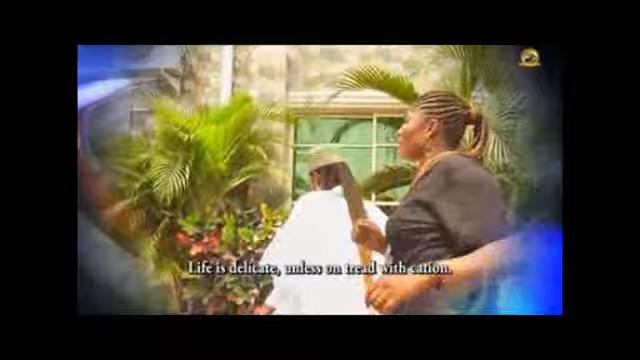 Life is delicate, unless on tread with cation.